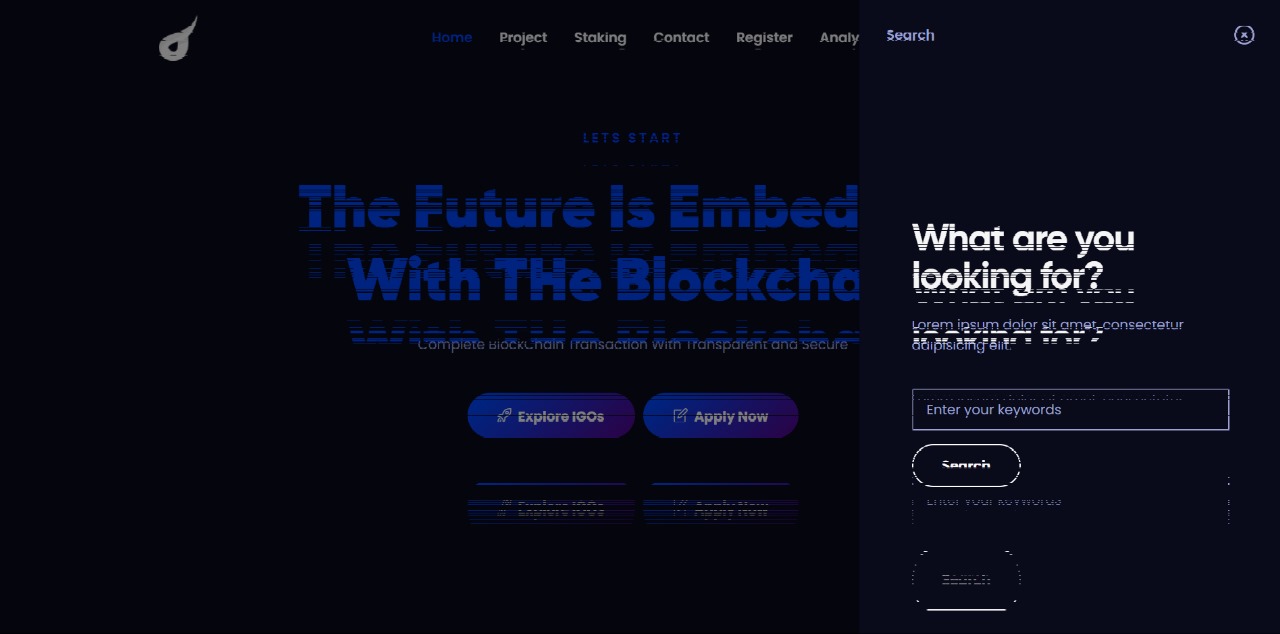 Home Project Staking Contact Register Analy
Search
LETS START
The Future Is Embed
With THe Blockcha
Complete BlockChain Transaction With Transparent and Secure
Explore IGOs
Apply Now
What are you
looking for?
Lorem ipsum dolor sit amet, consectetur
adipisicing elit.
Enter your keywords
Search